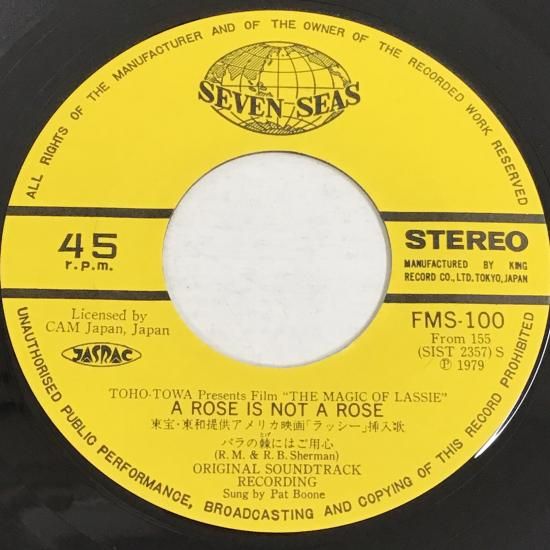 ALL RIGHTS OF THE MANUFACTURER AND OF THE OWNER OF THE RECORDED WORK RESERVED
SEVEN SEAS
45
r.p.m.
STEREO
MANUFACTURED BY KING
RECORD CO., LTD. TOKYO, JAPAN
Licensed by
CAM Japan, Japan
JASRAC
FMS-100
From 155
(SIST 2357) S
Ⓟ 1979
TOHO-TOWA Presents Film "THE MAGIC OF LASSIE"
A ROSE IS NOT A ROSE
東宝・東和提供アメリカ映画「ラッシー」挿入歌
とげ
バラの棘にはご用心
(R. M. & R. B. Sherman)
ORIGINAL SOUNDTRACK
RECORDING
Sung by Pat Boone
UNAUTHORISED PUBLIC PERFORMANCE, BROADCASTING AND COPYING OF THIS RECORD PROHIBITED